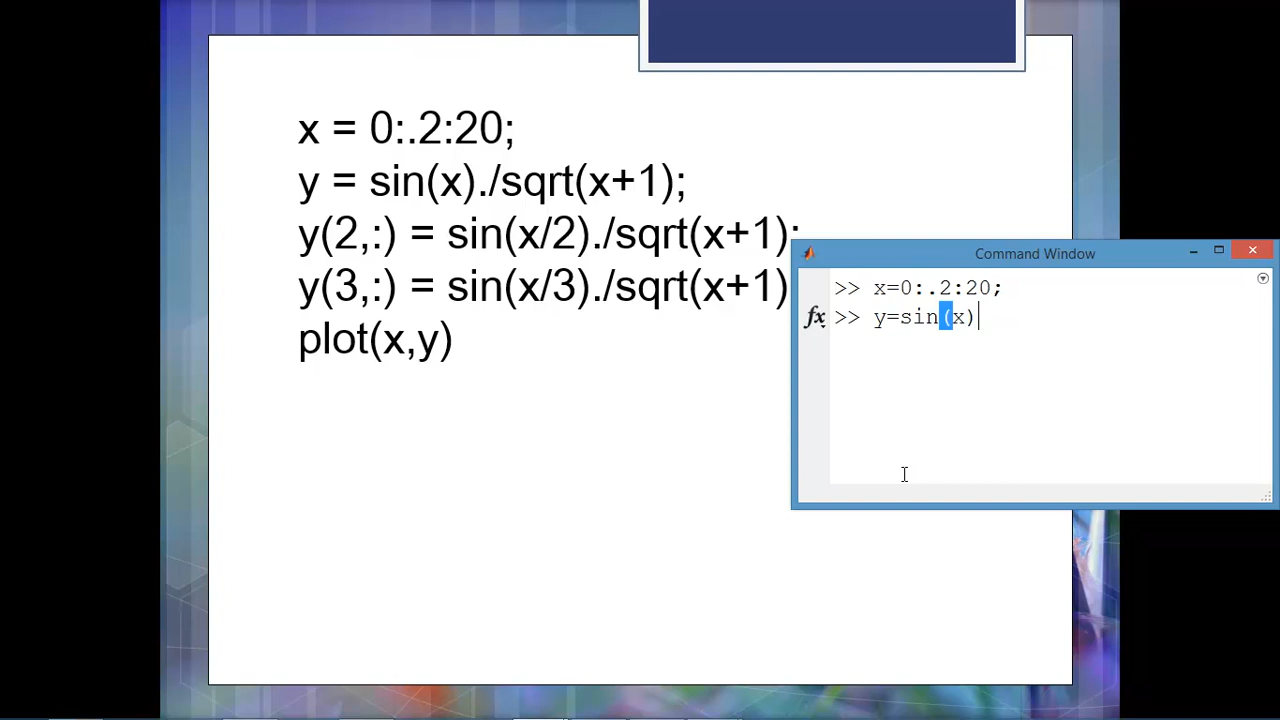 x = 0:.2:20;
y = sin(x)./sqrt(x+1);
y(2,:) = sin(x/2)./sqrt(x+1);
y(3,:) = sin(x/3)./sqrt(x+1)
plot(x,y)
Command Window
>> x=0:.2:20;
fx >> y=sin(x)